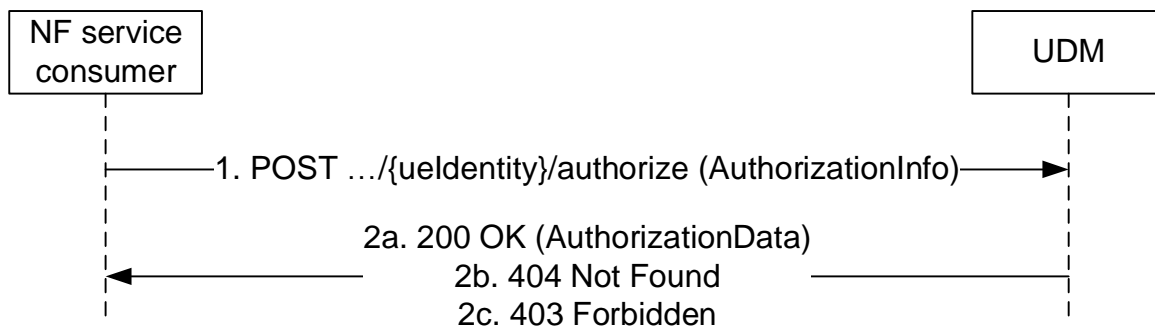 NF service
consumer
UDM
1. POST …/{ueIdentity}/authorize (AuthorizationInfo)
2a. 200 OK (AuthorizationData)
2b. 404 Not Found
2c. 403 Forbidden